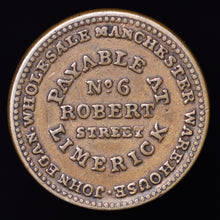 JOHN EGAN · WHOLESALE MANCHESTER WAREHOUSE ·
PAYABLE AT
Nº 6
ROBERT
STREET
LIMERICK